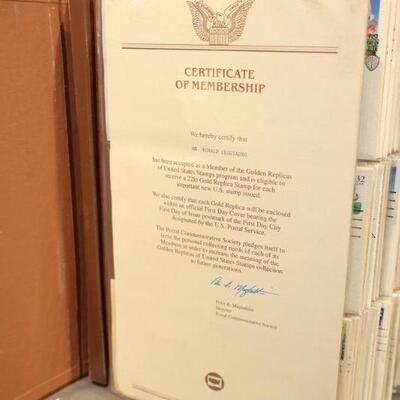 CERTIFICATE
OF MEMBERSHIP
We hereby certify that
MR. RONALD
has been accepted as a Member of the Golden Replicas
of United States Stamps program and is eligible to
receive a 22kt Gold Replica Stamp for each
important new U.S. stamp issued.
We also certify that each Gold Replica will be enclosed
within an official First Day Cover bearing the
First Day of Issue postmark of the First Day City
designated by the U.S. Postal Service.
The Postal Commemorative Society pledges itself to
serve the personal collecting needs of each of its
Members in order to increase the meaning of the
Golden Replicas of United States Stamps collection
to future generations.
Peter R.
Director
Postal Commemorative Society
32